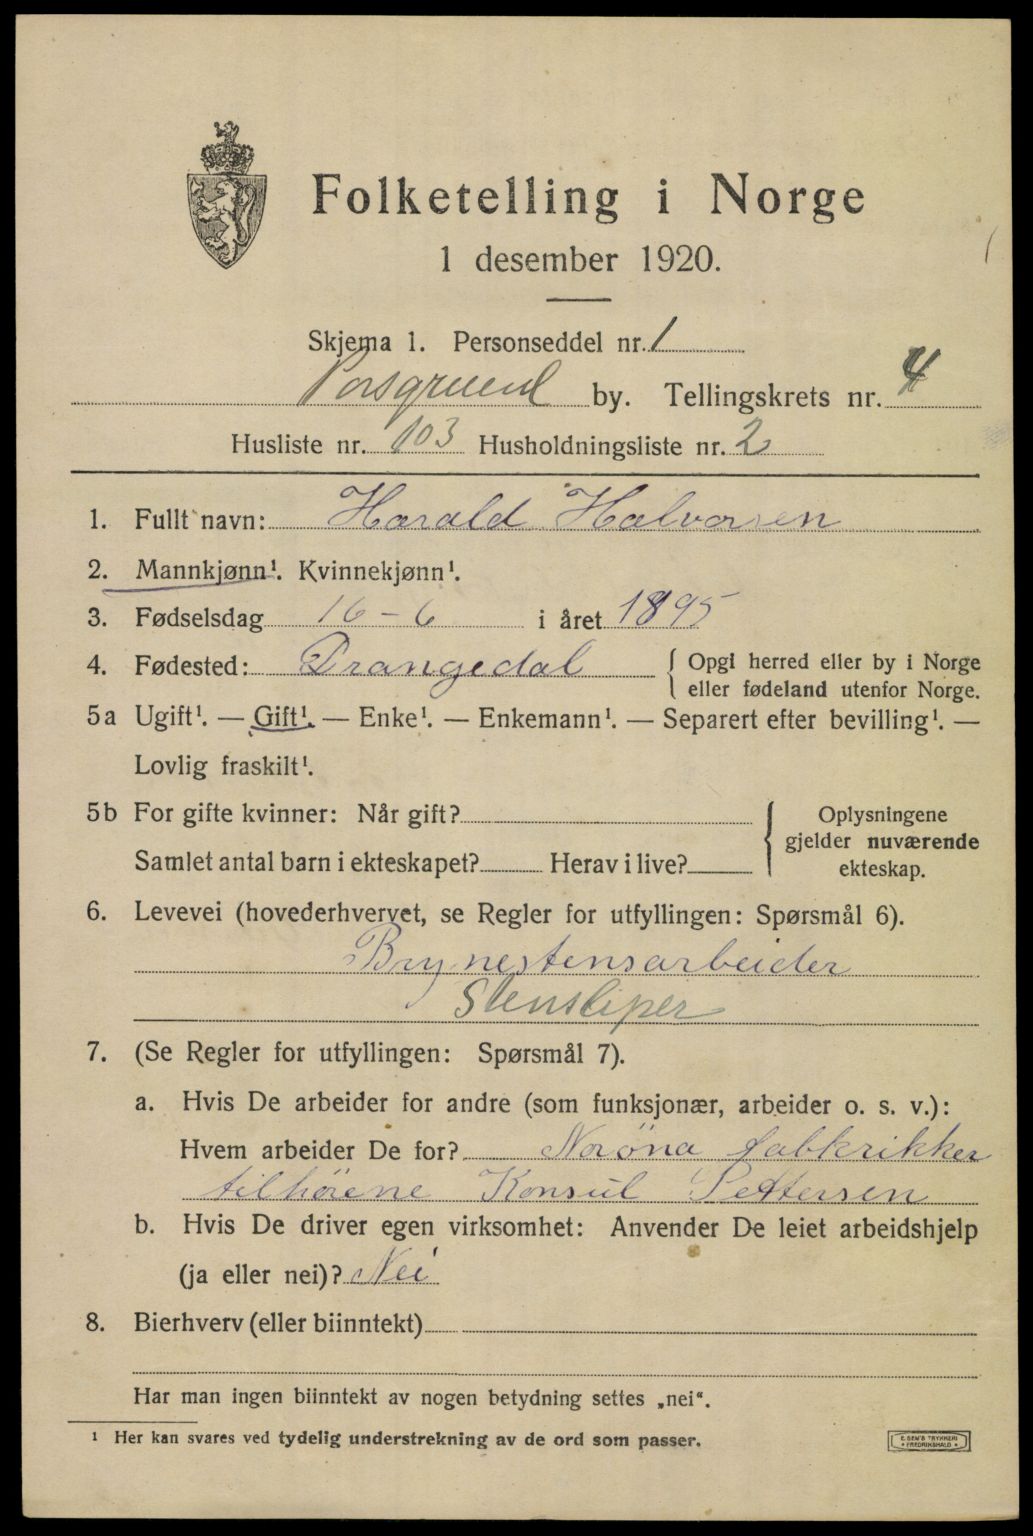 Folketelling i Norge
1 desember 1920.
Skjema 1. Personseddel nr. 1
Porsgrund by. Tellingskrets nr. 4
Husliste nr. 103 Husholdningsliste nr. 2
1. Fullt navn: Harald Halvorsen
2. Mannkjønn¹. Kvinnekjønn¹.
3. Fødselsdag 16-6 i året 1895
4. Fødested: Drangedal { Opgi herred eller by i Norge
eller fødeland utenfor Norge.
5a Ugift¹. — Gift¹. — Enke¹. — Enkemann¹. — Separert efter bevilling¹. —
Lovlig fraskilt¹.
5b For gifte kvinner: Når gift? { Oplysningene
gjelder nuværende
Samlet antal barn i ekteskapet? Herav i live? ekteskap.
6. Levevei (hovederhvervet, se Regler for utfyllingen: Spørsmål 6).
Brynestensarbeider
Stensliper
7. (Se Regler for utfyllingen: Spørsmål 7).
a. Hvis De arbeider for andre (som funksjonær, arbeider o. s. v.):
Hvem arbeider De for? Norøna fabkrikker
tilhørene Konsul Pettersen
b. Hvis De driver egen virksomhet: Anvender De leiet arbeidshjelp
(ja eller nei)? Nei
8. Bierhverv (eller biinntekt)
Har man ingen biinntekt av nogen betydning settes „nei“.
¹ Her kan svares ved tydelig understrekning av de ord som passer.
E. SEM'S TRYKKERI
FREDRIKSHALD